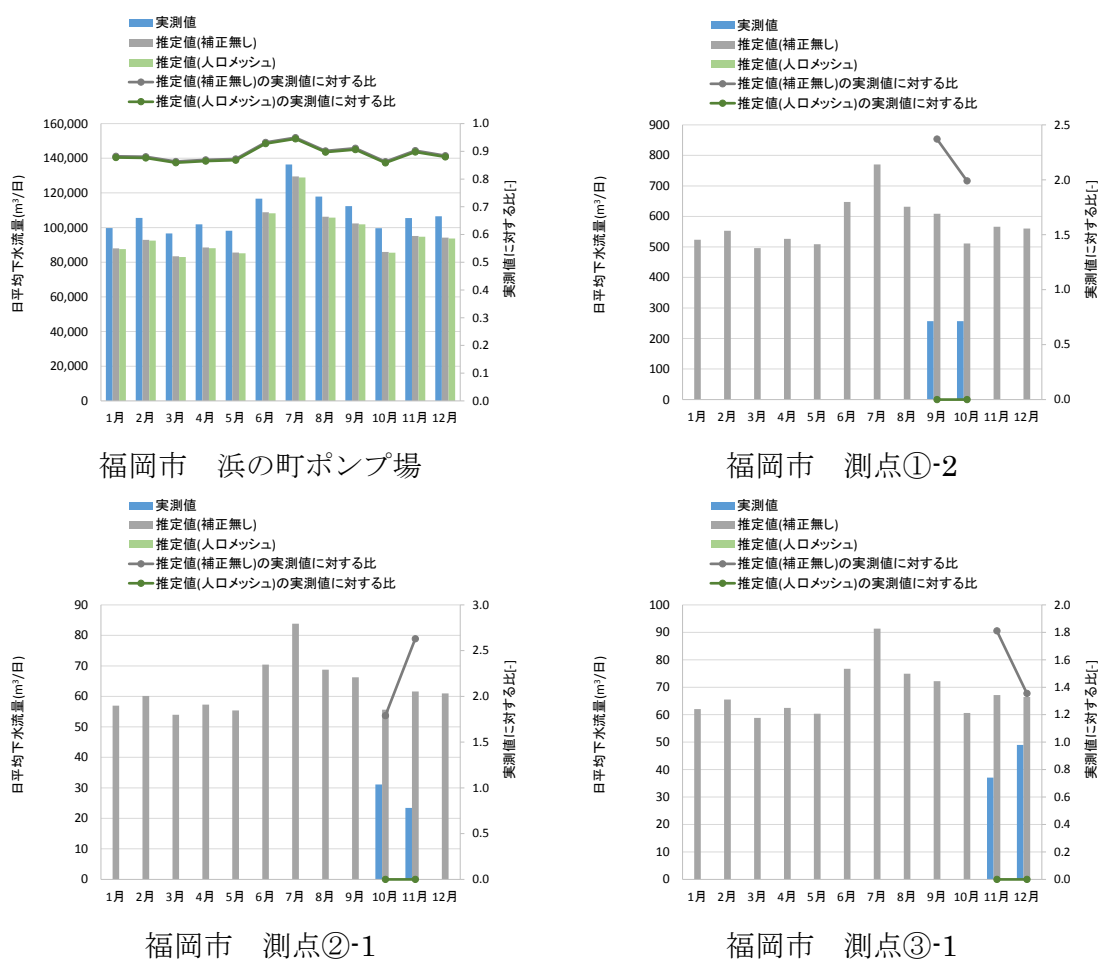 実測値
推定値(補正無し)
推定値(人口メッシュ)
推定値(補正無し)の実測値に対する比
推定値(人口メッシュ)の実測値に対する比
日平均下水流量(m³/日)
160,000
140,000
120,000
100,000
80,000
60,000
40,000
20,000
0
1.0
0.9
0.8
0.7
0.6
0.5
0.4
0.3
0.2
0.1
0.0
実測値に対する比[-]
1月 2月 3月 4月 5月 6月 7月 8月 9月 10月 11月 12月
福岡市 浜の町ポンプ場
実測値
推定値(補正無し)
推定値(人口メッシュ)
推定値(補正無し)の実測値に対する比
推定値(人口メッシュ)の実測値に対する比
日平均下水流量(m³/日)
900
800
700
600
500
400
300
200
100
0
2.5
2.0
1.5
1.0
0.5
0.0
実測値に対する比[-]
1月 2月 3月 4月 5月 6月 7月 8月 9月 10月 11月 12月
福岡市 測点①-2
実測値
推定値(補正無し)
推定値(人口メッシュ)
推定値(補正無し)の実測値に対する比
推定値(人口メッシュ)の実測値に対する比
日平均下水流量(m³/日)
90
80
70
60
50
40
30
20
10
0
3.0
2.5
2.0
1.5
1.0
0.5
0.0
実測値に対する比[-]
1月 2月 3月 4月 5月 6月 7月 8月 9月 10月 11月 12月
福岡市 測点②-1
実測値
推定値(補正無し)
推定値(人口メッシュ)
推定値(補正無し)の実測値に対する比
推定値(人口メッシュ)の実測値に対する比
日平均下水流量(m³/日)
100
90
80
70
60
50
40
30
20
10
0
2.0
1.8
1.6
1.4
1.2
1.0
0.8
0.6
0.4
0.2
0.0
実測値に対する比[-]
1月 2月 3月 4月 5月 6月 7月 8月 9月 10月 11月 12月
福岡市 測点③-1